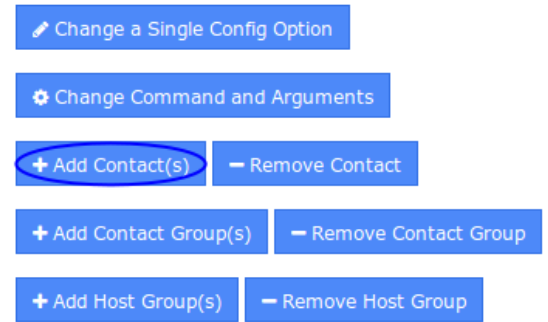 Change a Single Config Option
Change Command and Arguments
+ Add Contact(s) − Remove Contact
+ Add Contact Group(s) − Remove Contact Group
+ Add Host Group(s) − Remove Host Group